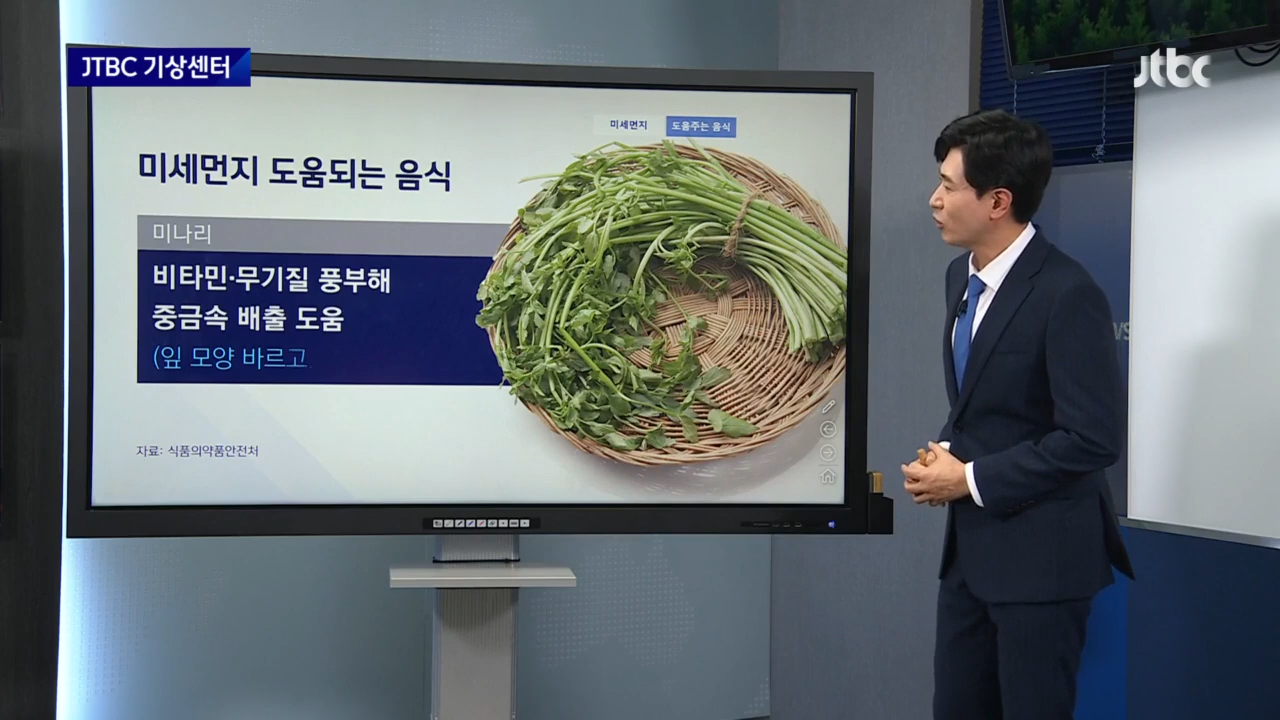 JTBC 기상센터
jtbc
미세먼지 도움주는 음식
미세먼지 도움되는 음식
미나리
비타민·무기질 풍부해
중금속 배출 도움
(잎 모양 바르고
자료: 식품의약품안전처